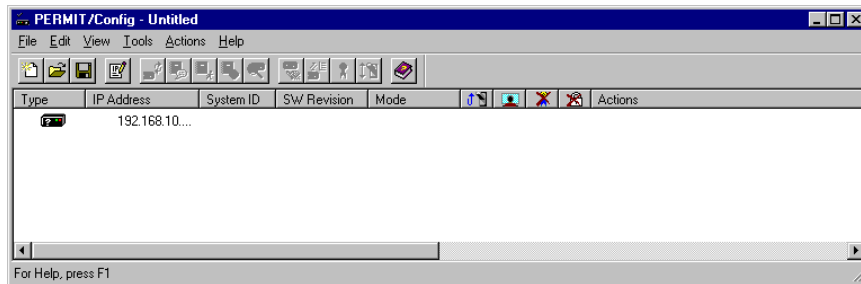 PERMIT/Config - Untitled
File Edit View Tools Actions Help
Type IP Address System ID SW Revision Mode Actions
192.168.10....
For Help, press F1